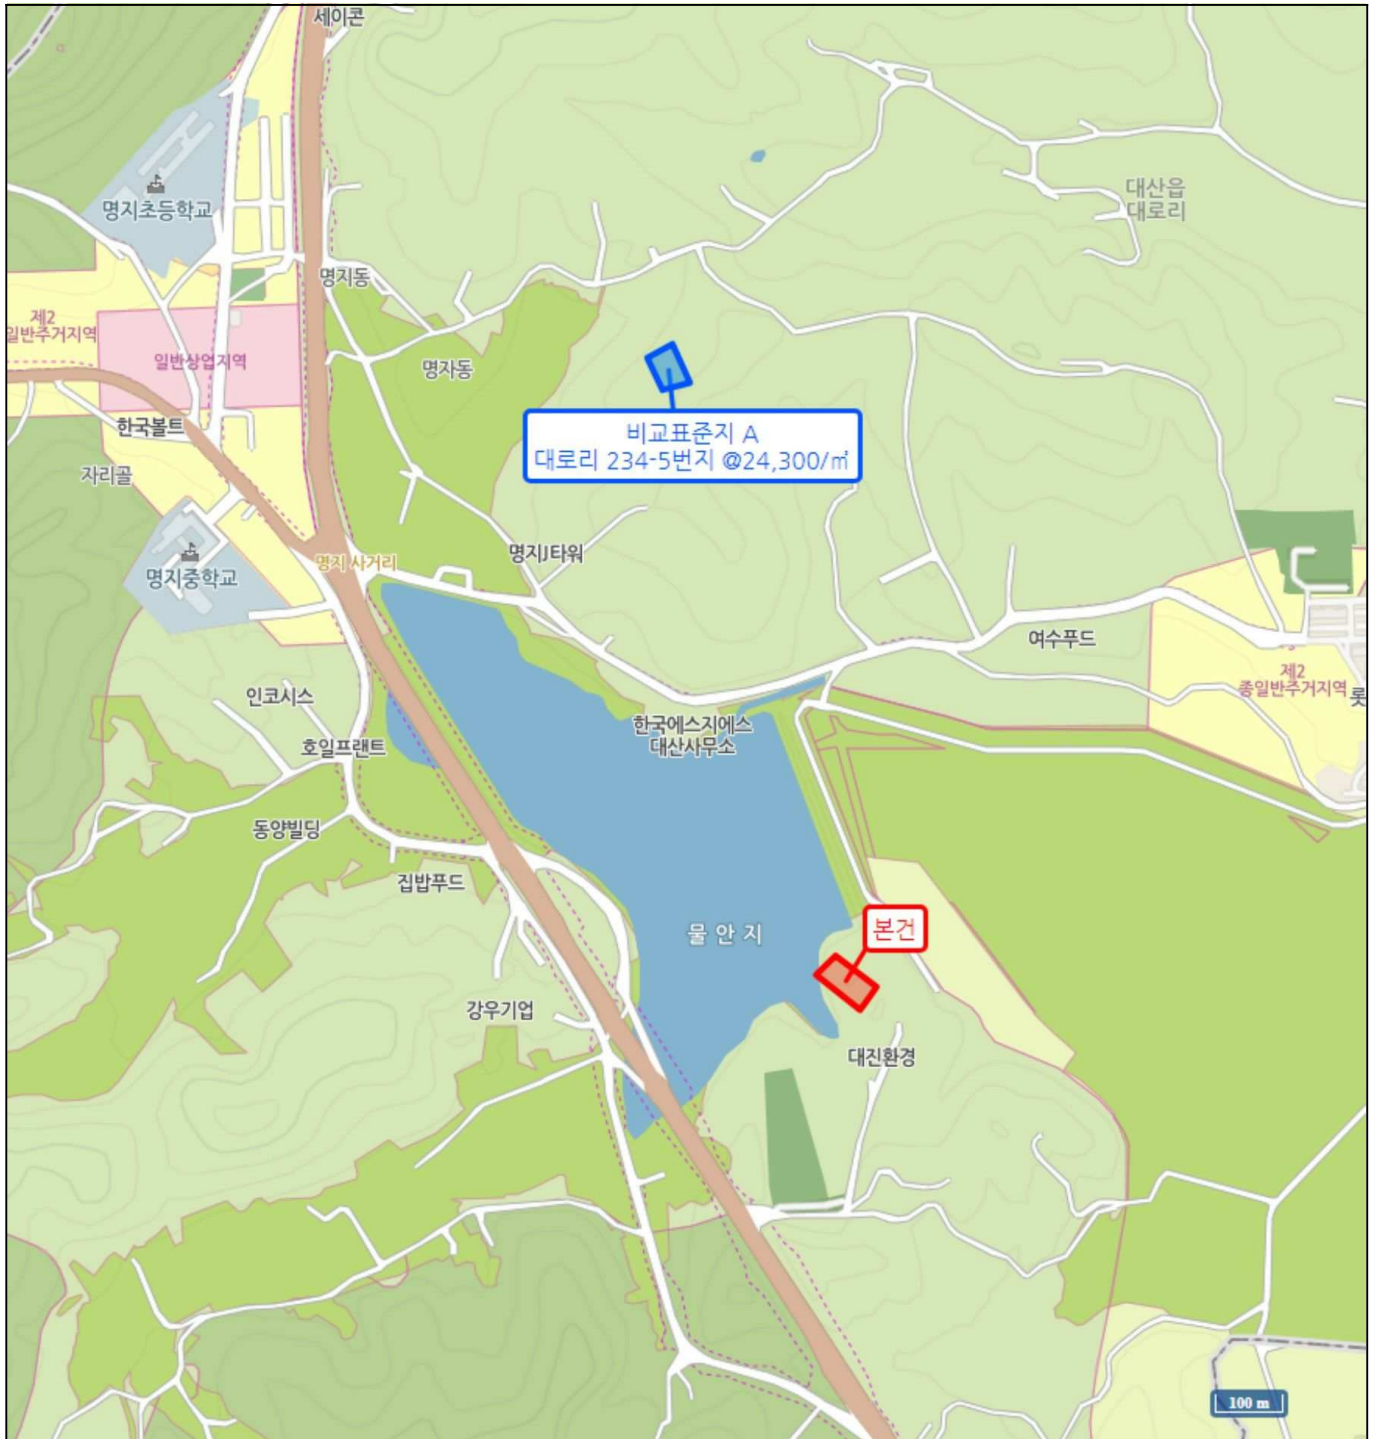 세이콘
명지초등학교
대산읍
대로리
명지동
제2
일반주거지역
일반상업지역
명자동
비교표준지 A
대로리 234-5번지 @24,300/㎡
한국볼트
자리골
명지 사거리
명지J타워
명지중학교
여수푸드
제2
종일반주거지역
롯
인코시스
호일프랜트
한국에스지에스
대산사무소
동양빌딩
집밥푸드
물 안 지
본건
강우기업
대진환경
100 m